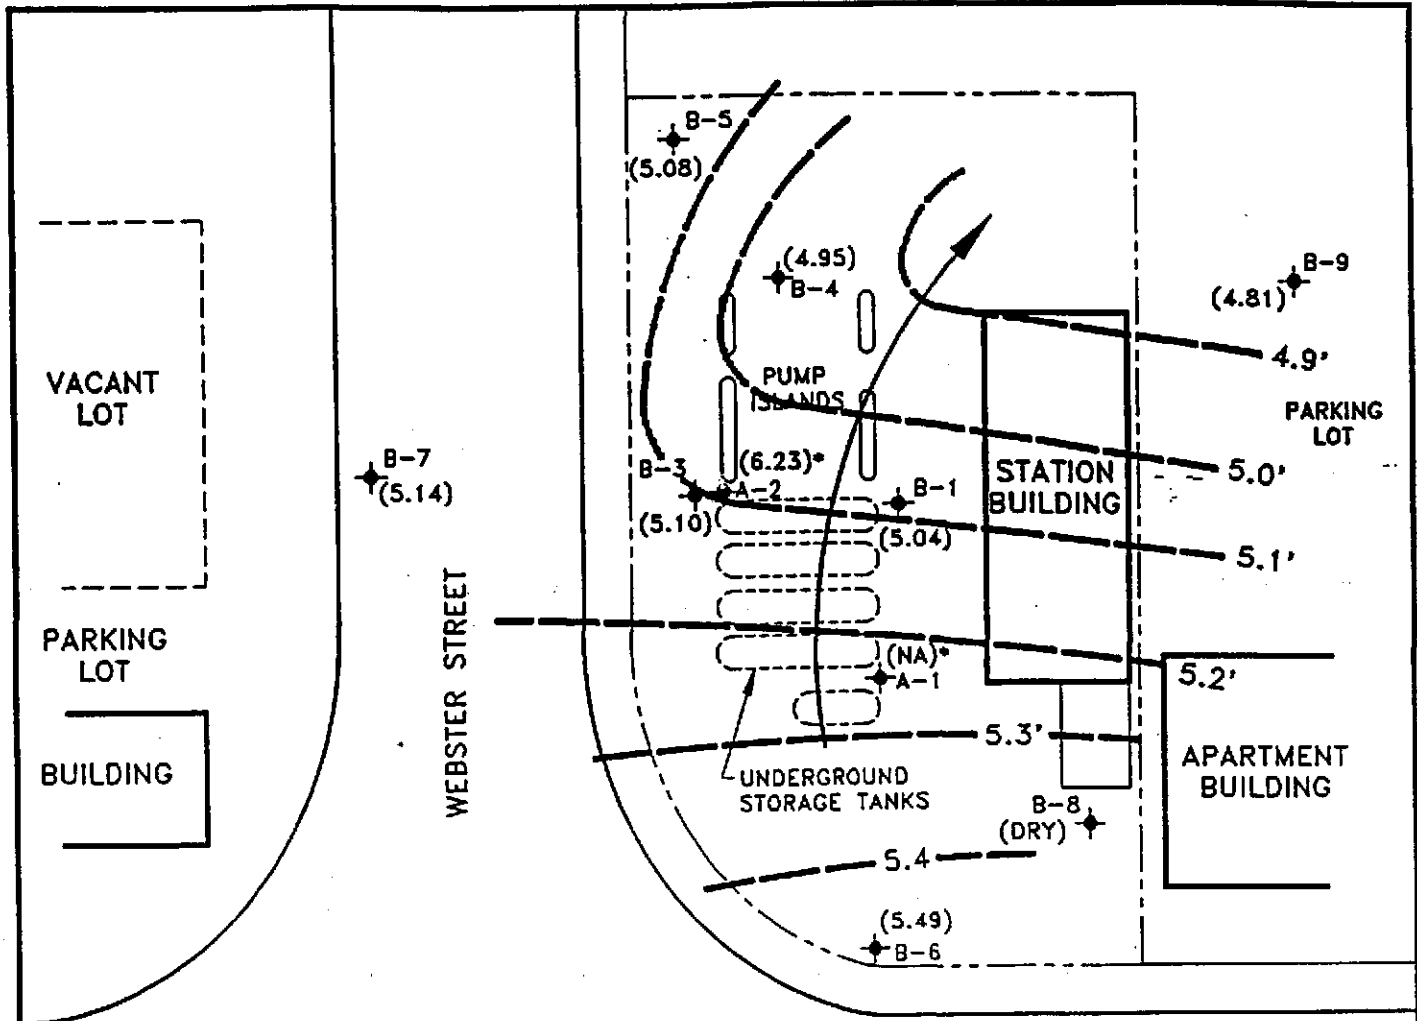 B-5
(5.08)
(4.95)
B-4
B-9
(4.81)
4.9'
VACANT
LOT
PUMP
ISLANDS
PARKING
LOT
B-7
(5.14)
B-3
(6.23)*
A-2
(5.10)
B-1
(5.04)
STATION
BUILDING
5.0'
5.1'
WEBSTER STREET
PARKING
LOT
(NA)*
A-1
5.2'
5.3'
BUILDING
UNDERGROUND
STORAGE TANKS
APARTMENT
BUILDING
B-8
(DRY)
5.4
(5.49)
B-6